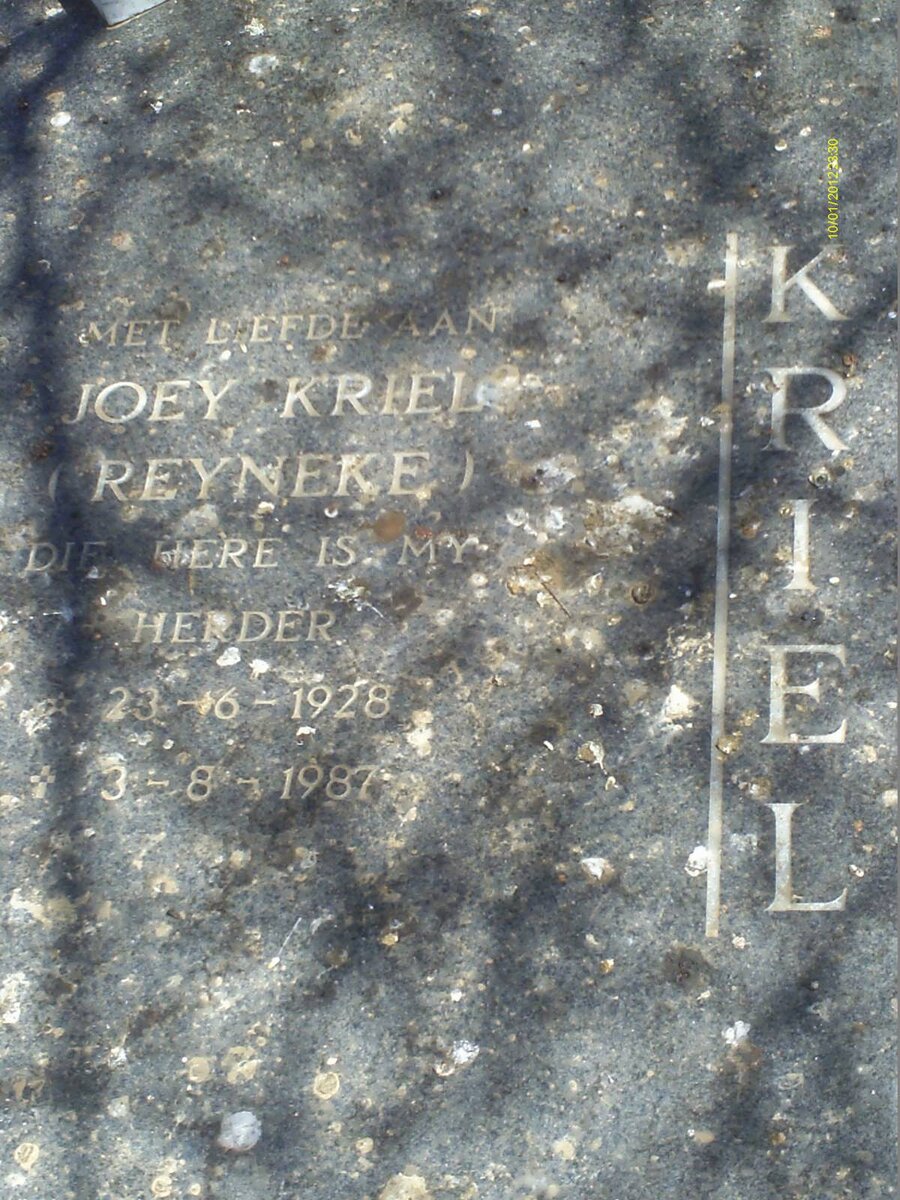 MET LIEFDE AAN
JOEY KRIEL
( REYNEKE )
DIE HERE IS MY
HERDER
* 23 - 6 - 1928
† 3 - 8 - 1987
KRIEL